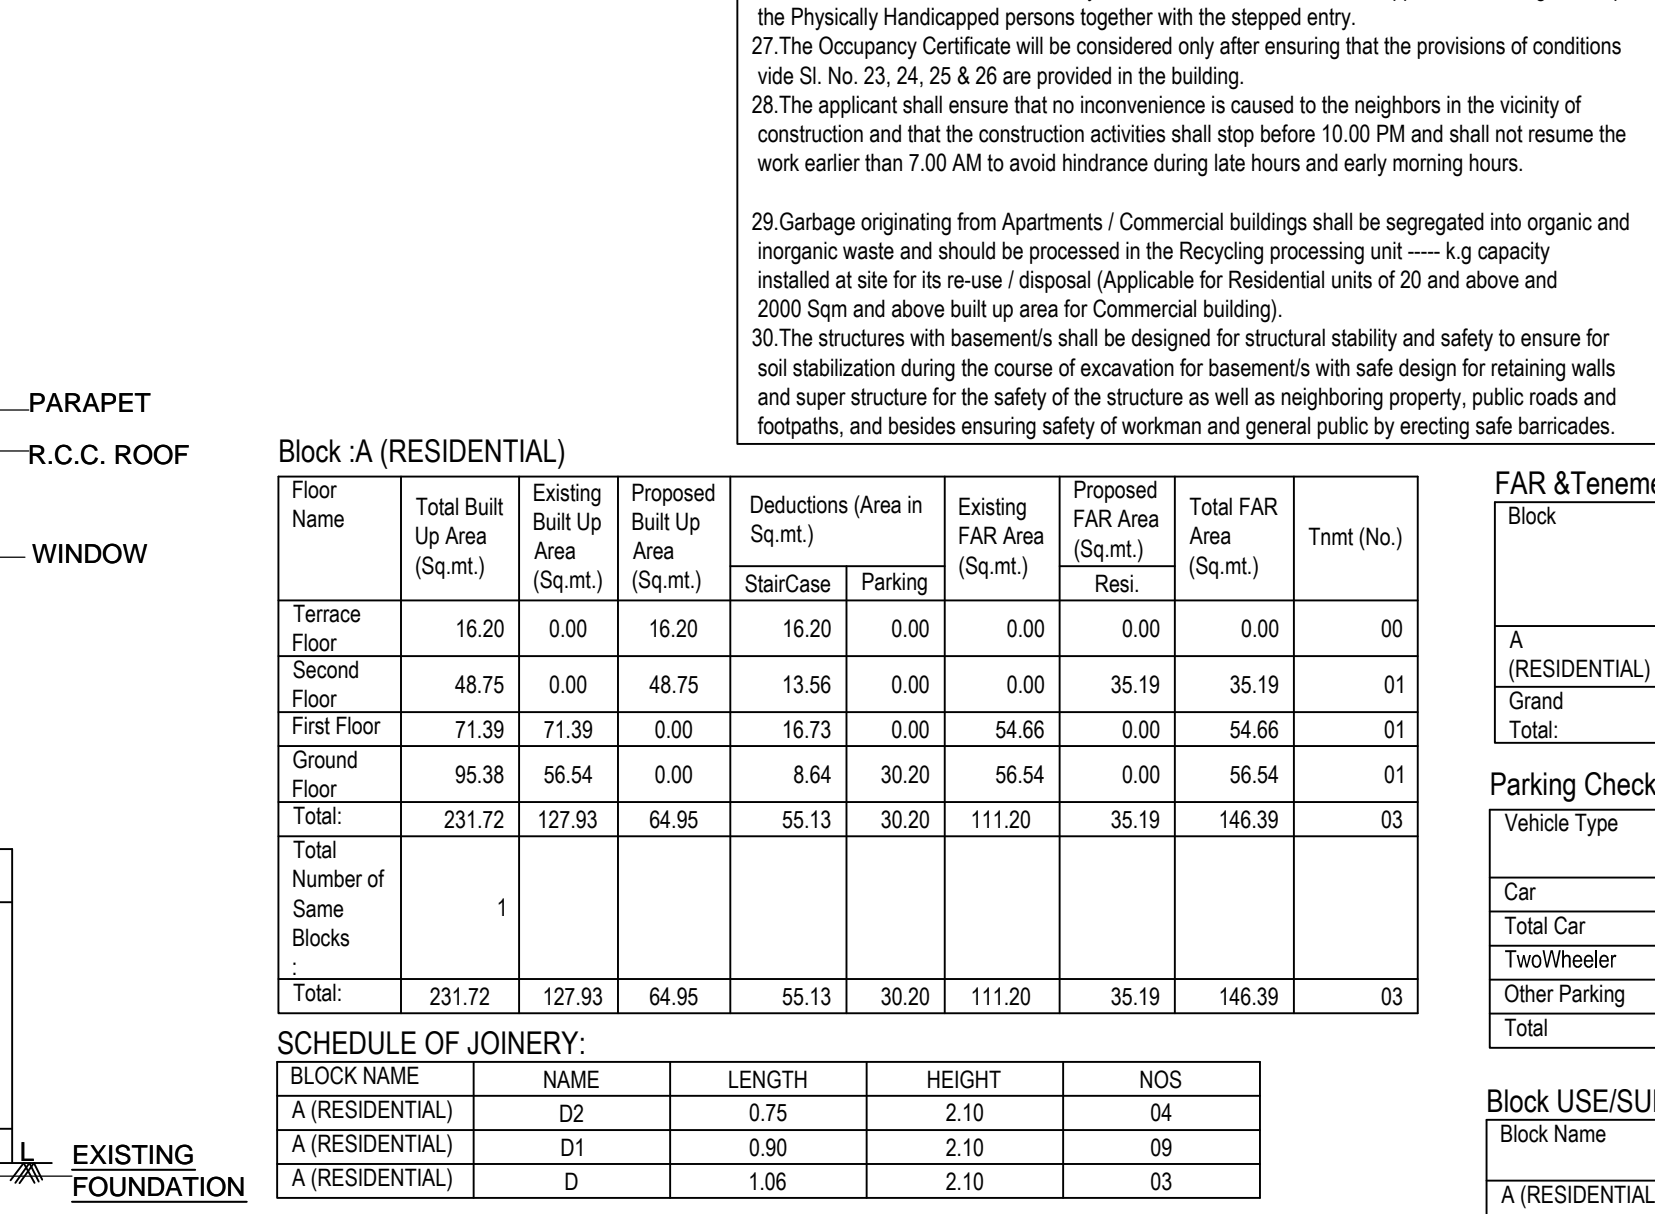 the Physically Handicapped persons together with the stepped entry.
27.The Occupancy Certificate will be considered only after ensuring that the provisions of conditions
vide Sl. No. 23, 24, 25 & 26 are provided in the building.
28.The applicant shall ensure that no inconvenience is caused to the neighbors in the vicinity of
construction and that the construction activities shall stop before 10.00 PM and shall not resume the
work earlier than 7.00 AM to avoid hindrance during late hours and early morning hours.
29.Garbage originating from Apartments / Commercial buildings shall be segregated into organic and
inorganic waste and should be processed in the Recycling processing unit ----- k.g capacity
installed at site for its re-use / disposal (Applicable for Residential units of 20 and above and
2000 Sqm and above built up area for Commercial building).
30.The structures with basement/s shall be designed for structural stability and safety to ensure for
soil stabilization during the course of excavation for basement/s with safe design for retaining walls
and super structure for the safety of the structure as well as neighboring property, public roads and
footpaths, and besides ensuring safety of workman and general public by erecting safe barricades.
PARAPET
R.C.C. ROOF
WINDOW
L
EXISTING
FOUNDATION
Block :A (RESIDENTIAL)
Floor Name Total Built Up Area (Sq.mt.) Existing Built Up Area (Sq.mt.) Proposed Built Up Area (Sq.mt.) Deductions (Area in Sq.mt.) Existing FAR Area (Sq.mt.) Proposed FAR Area (Sq.mt.) Total FAR Area (Sq.mt.) Tnmt (No.)
StairCase Parking Resi.
Terrace Floor 16.20 0.00 16.20 16.20 0.00 0.00 0.00 0.00 00
Second Floor 48.75 0.00 48.75 13.56 0.00 0.00 35.19 35.19 01
First Floor 71.39 71.39 0.00 16.73 0.00 54.66 0.00 54.66 01
Ground Floor 95.38 56.54 0.00 8.64 30.20 56.54 0.00 56.54 01
Total: 231.72 127.93 64.95 55.13 30.20 111.20 35.19 146.39 03
Total Number of Same Blocks : 1
Total: 231.72 127.93 64.95 55.13 30.20 111.20 35.19 146.39 03
SCHEDULE OF JOINERY:
BLOCK NAME NAME LENGTH HEIGHT NOS
A (RESIDENTIAL) D2 0.75 2.10 04
A (RESIDENTIAL) D1 0.90 2.10 09
A (RESIDENTIAL) D 1.06 2.10 03
FAR &Teneme
Block
A
(RESIDENTIAL)
Grand
Total:
Parking Check
Vehicle Type
Car
Total Car
TwoWheeler
Other Parking
Total
Block USE/SU
Block Name
A (RESIDENTIAL